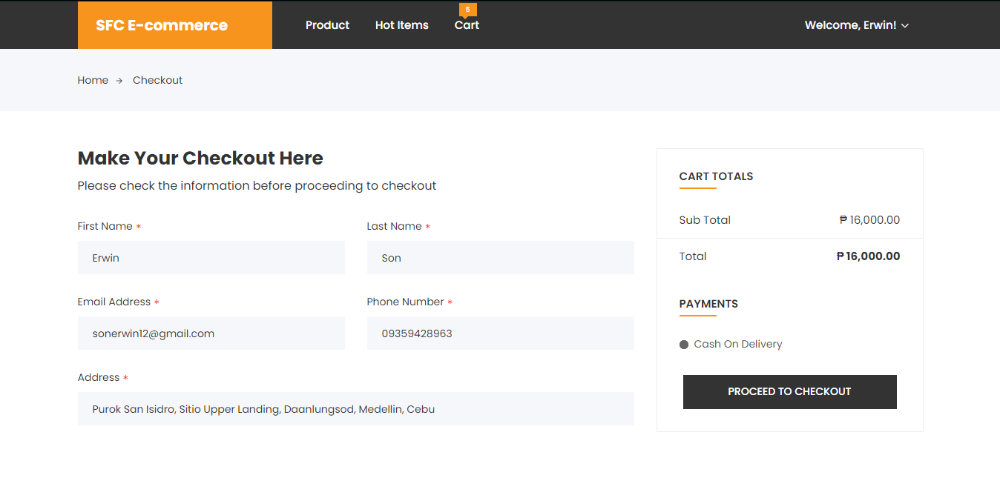 5
SFC E-commerce Product Hot Items Cart Welcome, Erwin!
Home → Checkout
Make Your Checkout Here
Please check the information before proceeding to checkout
First Name * Last Name *
Erwin Son
Email Address * Phone Number *
sonerwin12@gmail.com 09359428963
Address *
Purok San Isidro, Sitio Upper Landing, Daanlungsod, Medellin, Cebu
CART TOTALS
Sub Total ₱ 16,000.00
Total ₱ 16,000.00
PAYMENTS
Cash On Delivery
PROCEED TO CHECKOUT